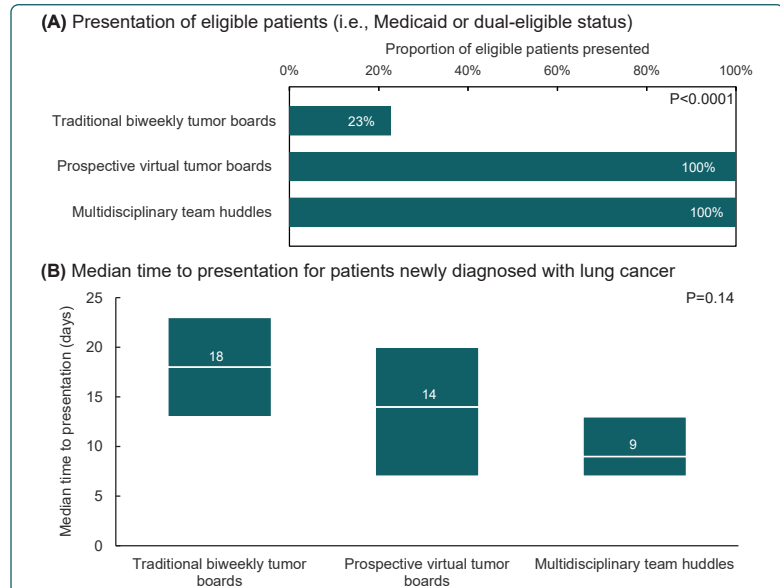 (A) Presentation of eligible patients (i.e., Medicaid or dual-eligible status)
Proportion of eligible patients presented
0% 20% 40% 60% 80% 100%
P<0.0001
Traditional biweekly tumor boards 23%
Prospective virtual tumor boards 100%
Multidisciplinary team huddles 100%
(B) Median time to presentation for patients newly diagnosed with lung cancer
P=0.14
Median time to presentation (days)
25
20
15
10
5
0
18
14
9
Traditional biweekly tumor
boards
Prospective virtual tumor
boards
Multidisciplinary team huddles